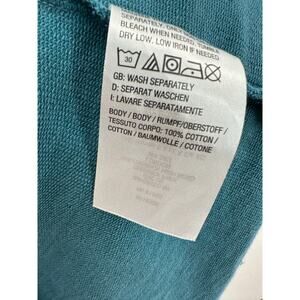 SEPARATELY, ONLY
BLEACH WHEN NEEDED, TUMBLE
DRY LOW, LOW IRON IF NEEDED
30
GB: WASH SEPARATELY
D: SEPARAT WASCHEN
I: LAVARE SEPARATAMENTE
BODY / BODY / RUMPF/OBERSTOFF /
TESSUTO CORPO: 100% COTTON /
COTTON / BAUMWOLLE / COTONE